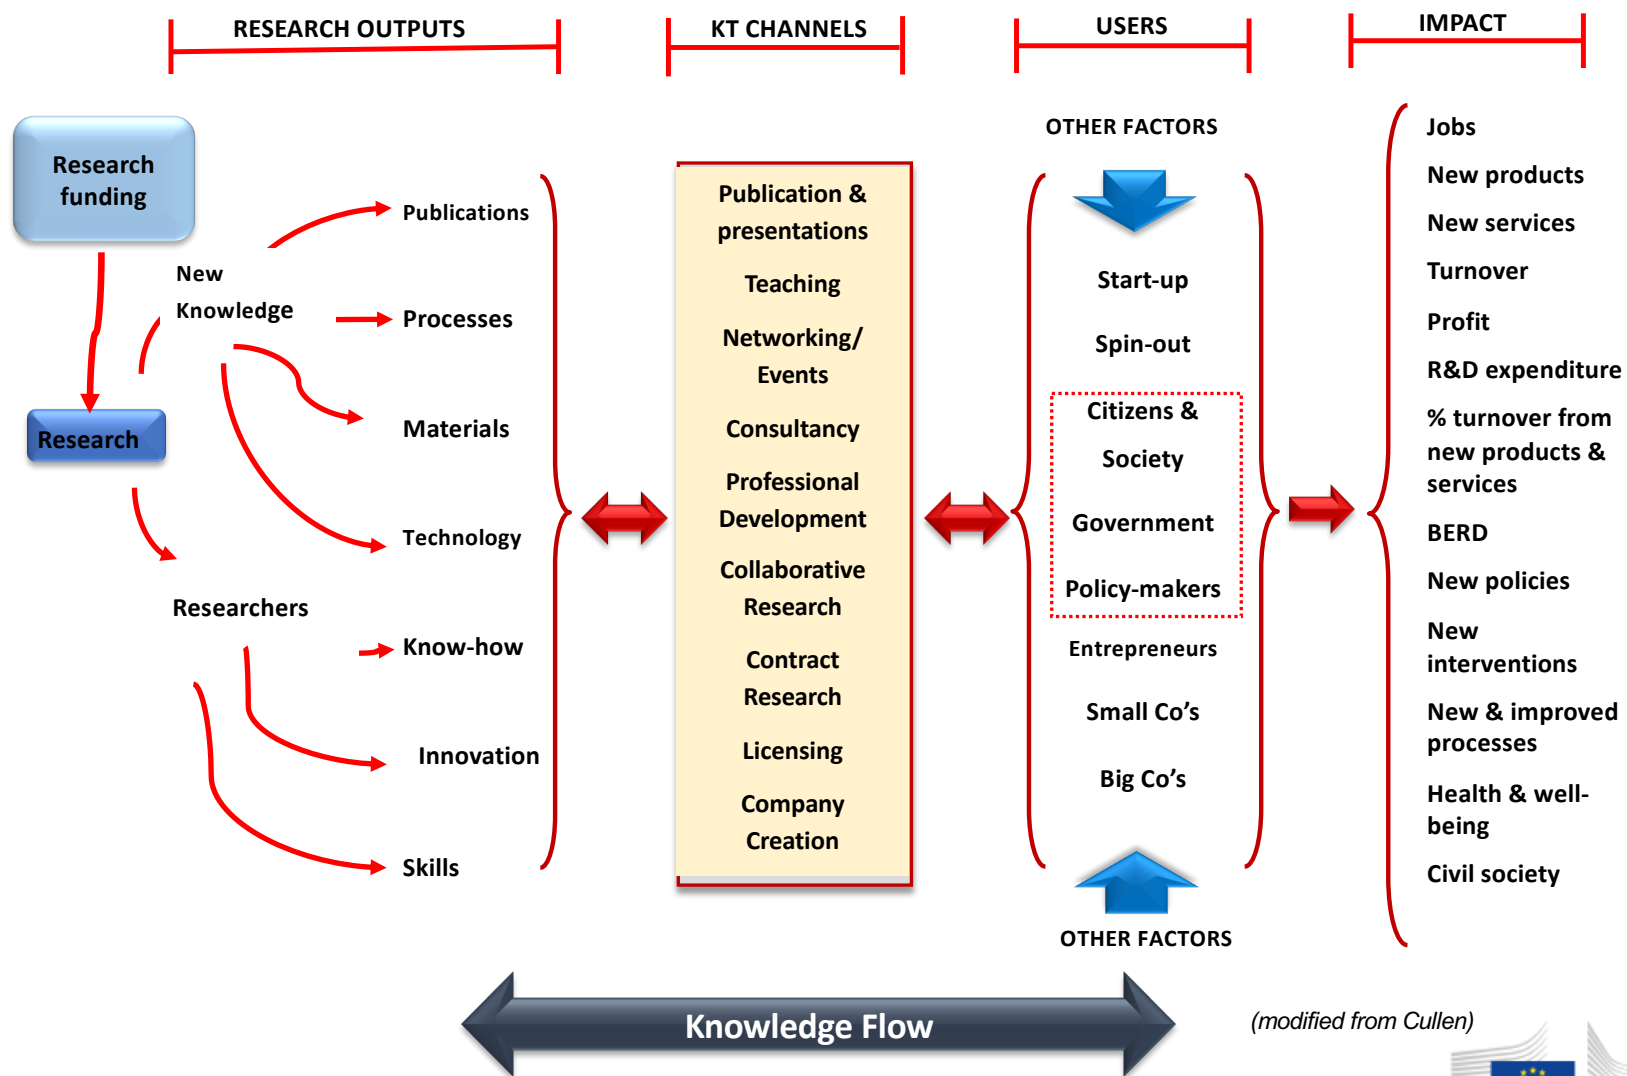 RESEARCH OUTPUTS
KT CHANNELS
USERS
IMPACT
Research
funding
Research
New
Knowledge
Researchers
Publications
Processes
Materials
Technology
Know-how
Innovation
Skills
Publication &
presentations
Teaching
Networking/
Events
Consultancy
Professional
Development
Collaborative
Research
Contract
Research
Licensing
Company
Creation
OTHER FACTORS
Start-up
Spin-out
Citizens &
Society
Government
Policy-makers
Entrepreneurs
Small Co’s
Big Co’s
OTHER FACTORS
Jobs
New products
New services
Turnover
Profit
R&D expenditure
% turnover from
new products &
services
BERD
New policies
New
interventions
New & improved
processes
Health & well-
being
Civil society
Knowledge Flow
(modified from Cullen)